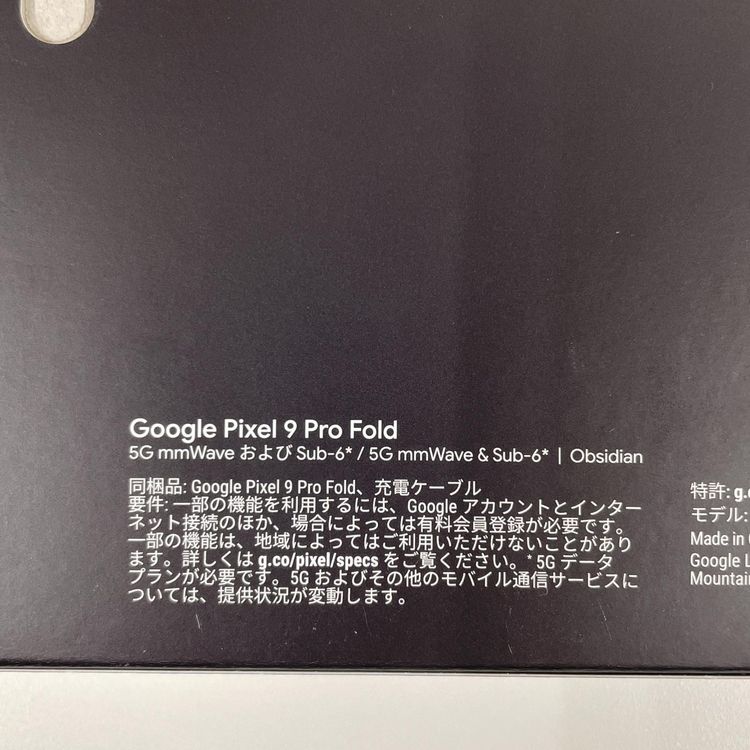 Google Pixel 9 Pro Fold
5G mmWave および Sub-6* / 5G mmWave & Sub-6* | Obsidian
同梱品: Google Pixel 9 Pro Fold、充電ケーブル
要件: 一部の機能を利用するには、Google アカウントとインター
ネット接続のほか、場合によっては有料会員登録が必要です。
一部の機能は、地域によってはご利用いただけないことがあり
ます。詳しくは g.co/pixel/specs をご覧ください。* 5G データ
プランが必要です。5G およびその他のモバイル通信サービスに
ついては、提供状況が変動します。
特許: g.c
モデル:
Made in
Google L
Mountain